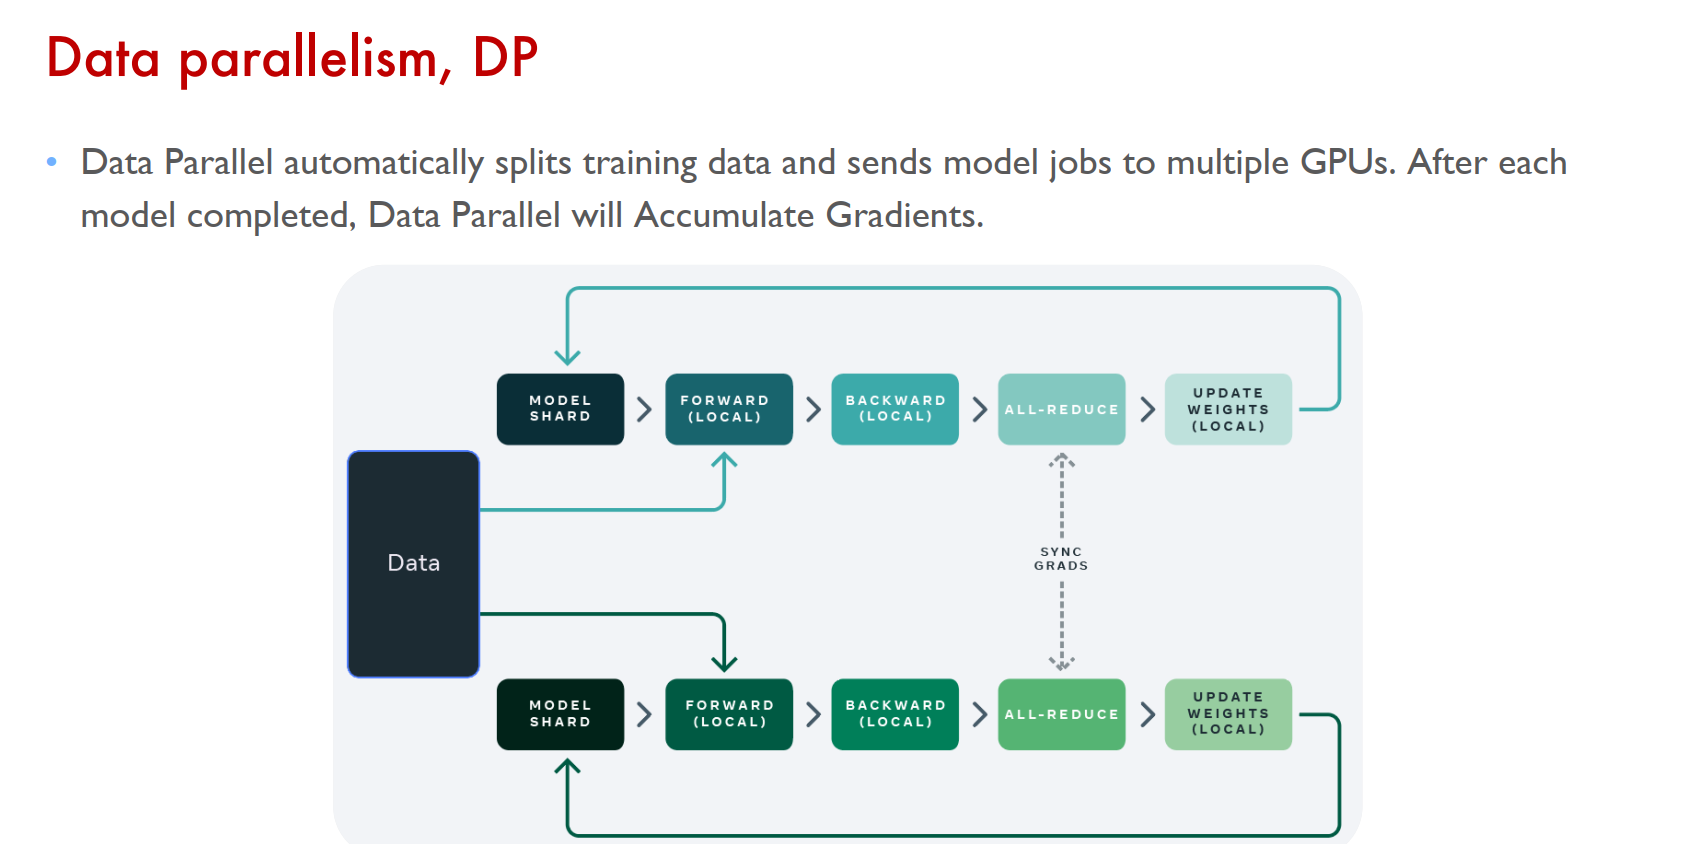 Data parallelism, DP
• Data Parallel automatically splits training data and sends model jobs to multiple GPUs. After each
model completed, Data Parallel will Accumulate Gradients.
MODEL
SHARD
FORWARD
(LOCAL)
BACKWARD
(LOCAL)
ALL-REDUCE
UPDATE
WEIGHTS
(LOCAL)
Data
SYNC
GRADS
MODEL
SHARD
FORWARD
(LOCAL)
BACKWARD
(LOCAL)
ALL-REDUCE
UPDATE
WEIGHTS
(LOCAL)